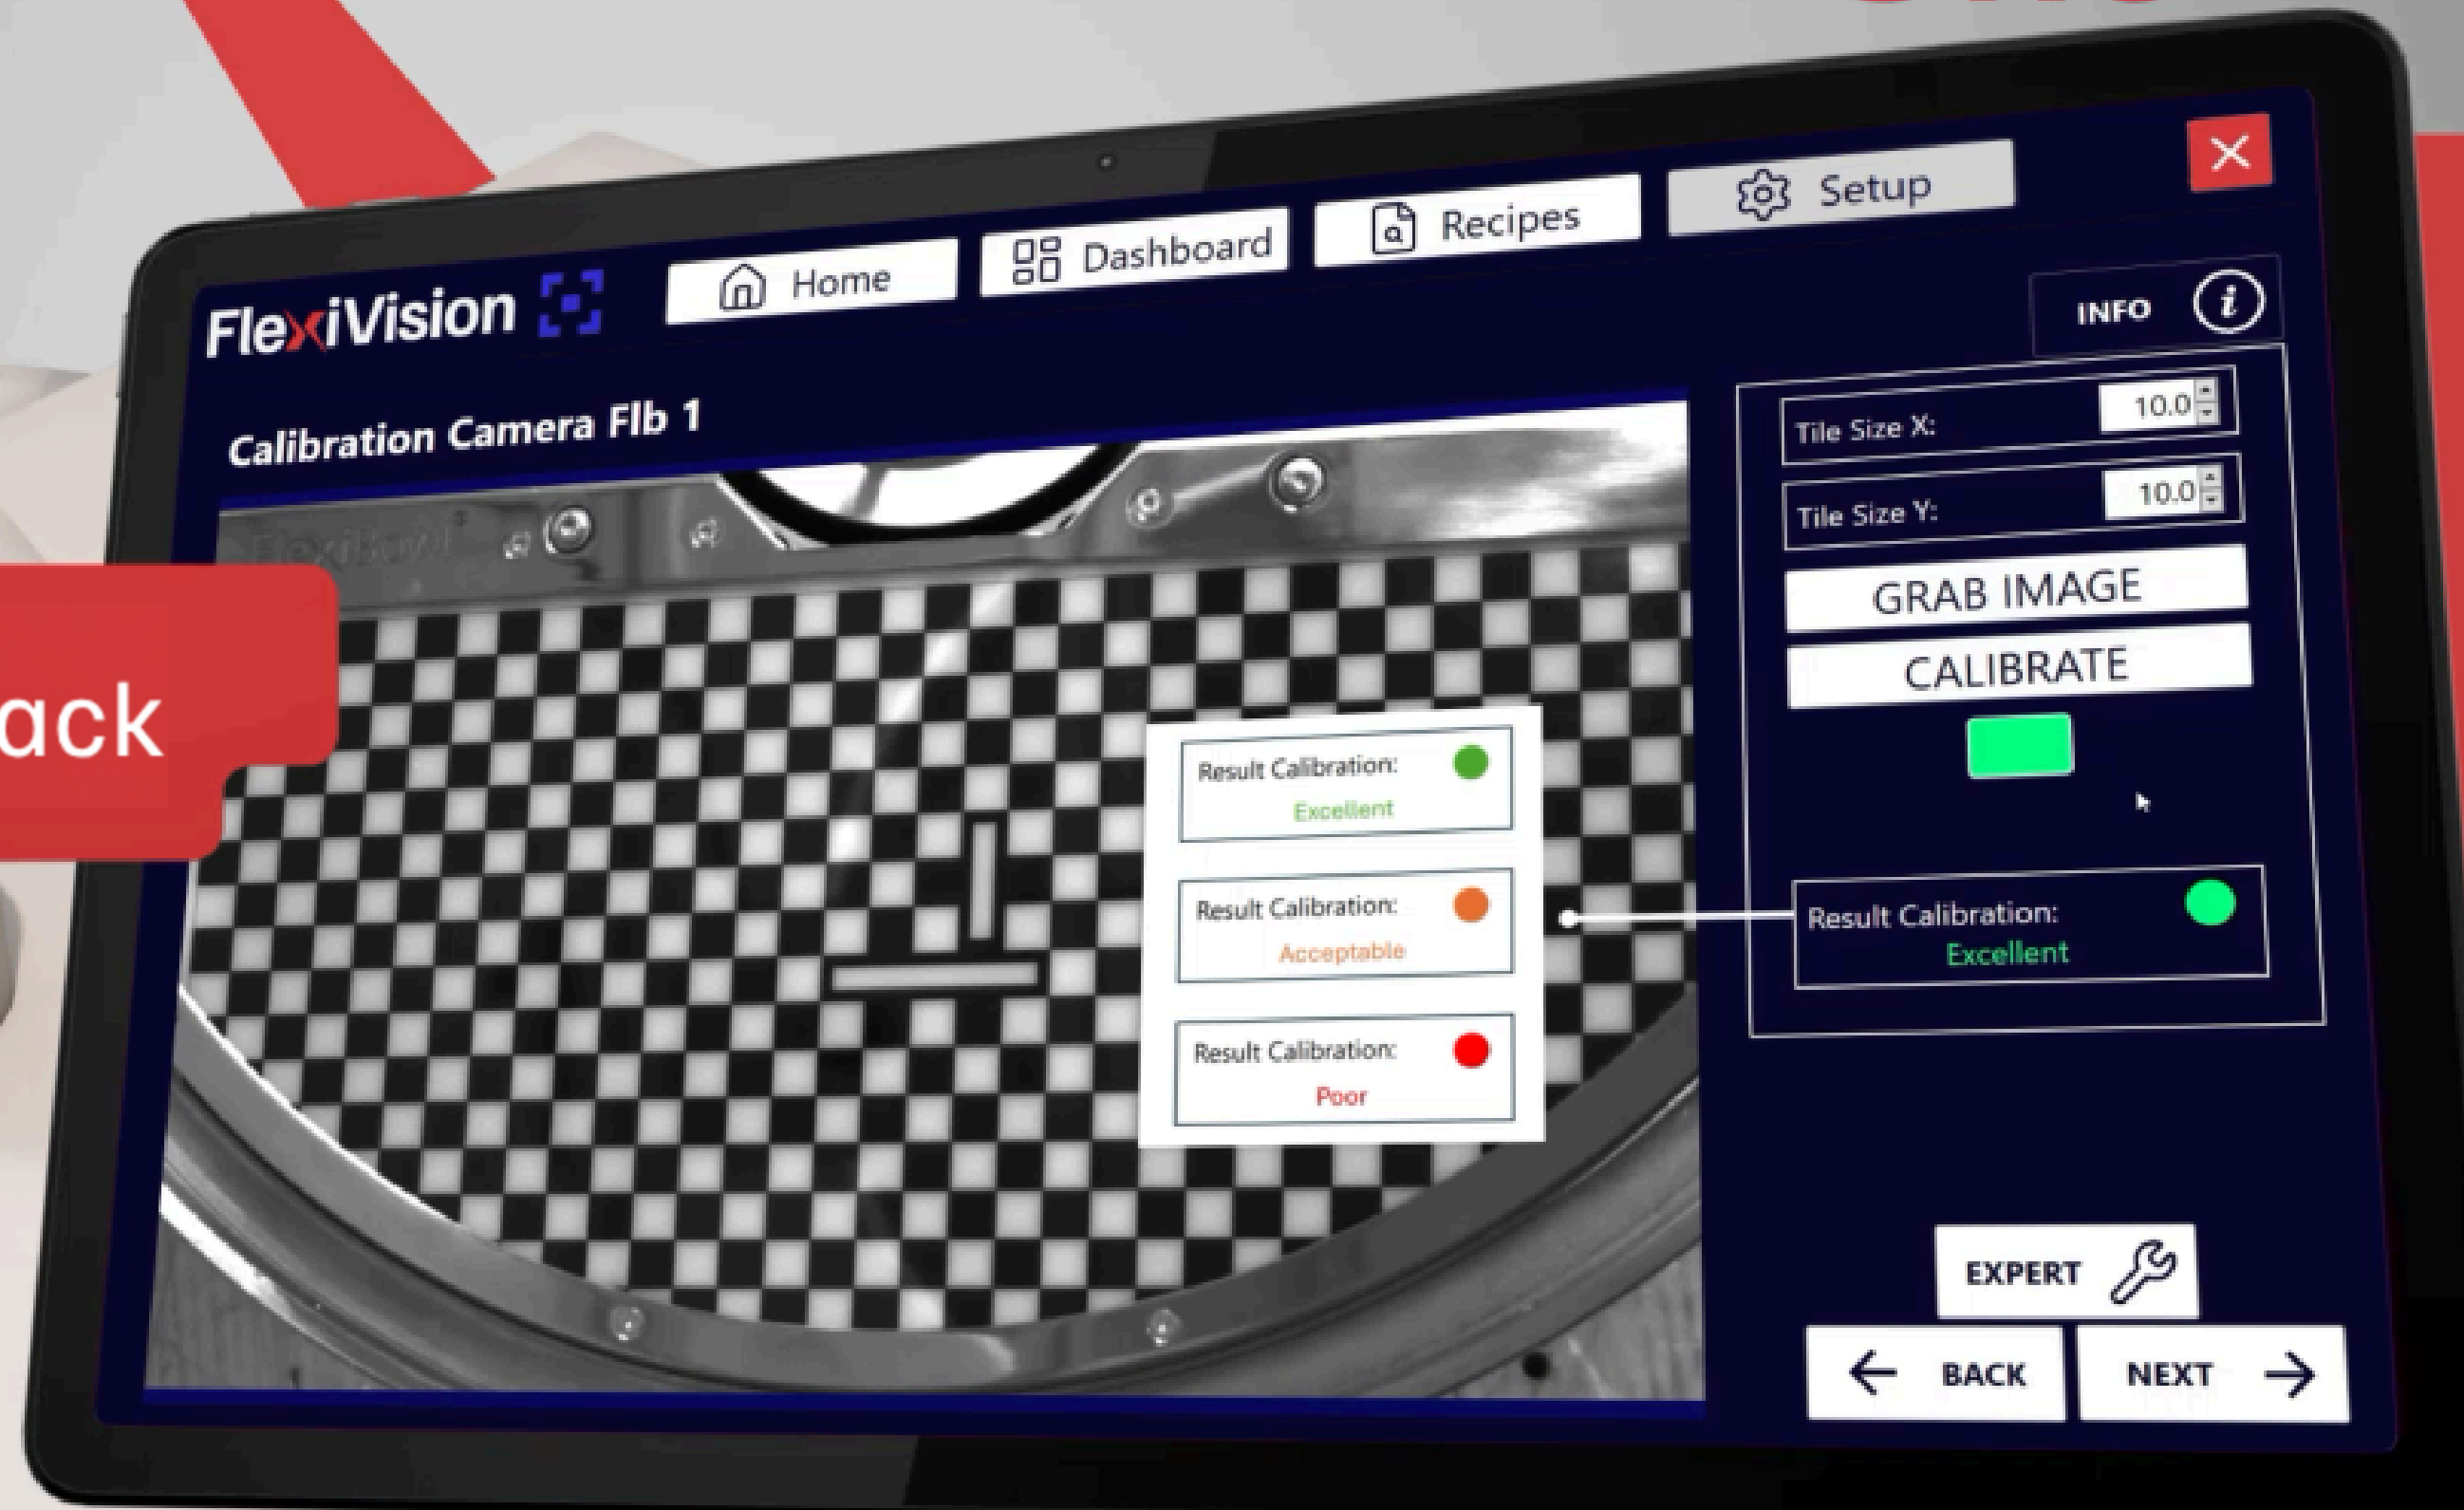 ack
Home
Dashboard
Recipes
Setup
FlexiVision
INFO
Calibration Camera Flb 1
Tile Size X: 10.0
Tile Size Y: 10.0
GRAB IMAGE
CALIBRATE
FlexiBowl
Result Calibration:
Excellent
Result Calibration:
Acceptable
Result Calibration:
Poor
Result Calibration:
Excellent
EXPERT
BACK
NEXT